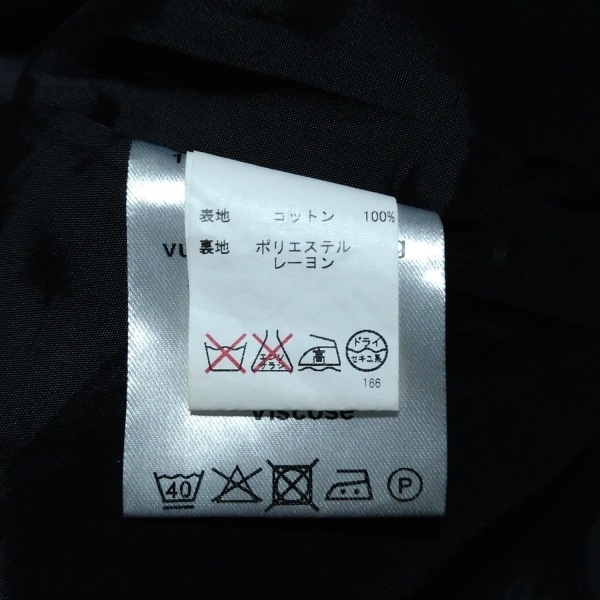 表地 コットン 100%
裏地 ポリエステル
レーヨン
エンソ
サラシ
高
ドライ
セキユ系
166
viscose
40
P